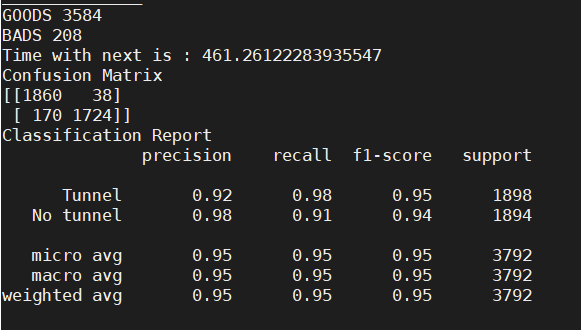 GOODS 3584
BADS 208
Time with next is : 461.26122283935547
Confusion Matrix
[[1860   38]
 [ 170 1724]]
Classification Report
              precision    recall  f1-score   support

      Tunnel       0.92      0.98      0.95      1898
   No tunnel       0.98      0.91      0.94      1894

   micro avg       0.95      0.95      0.95      3792
   macro avg       0.95      0.95      0.95      3792
weighted avg       0.95      0.95      0.95      3792